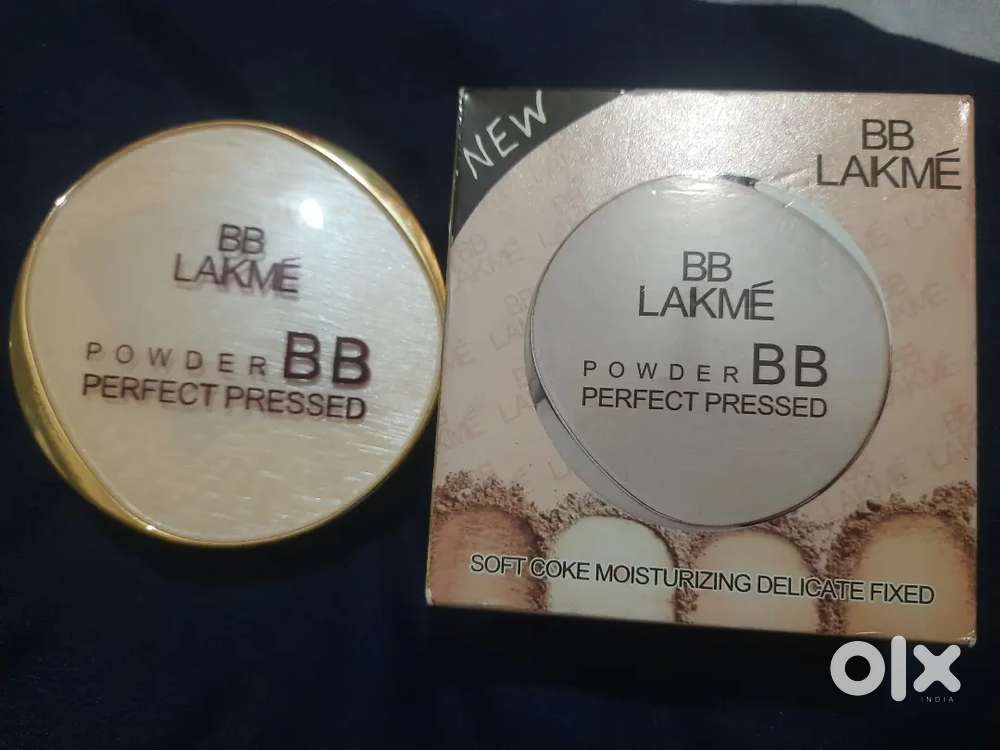 BB
LAKMÉ
POWDER BB
PERFECT PRESSED
NEW
BB
LAKMÉ
BB
LAKMÉ
POWDER BB
PERFECT PRESSED
SOFT COKE MOISTURIZING DELICATE FIXED
olx
INDIA